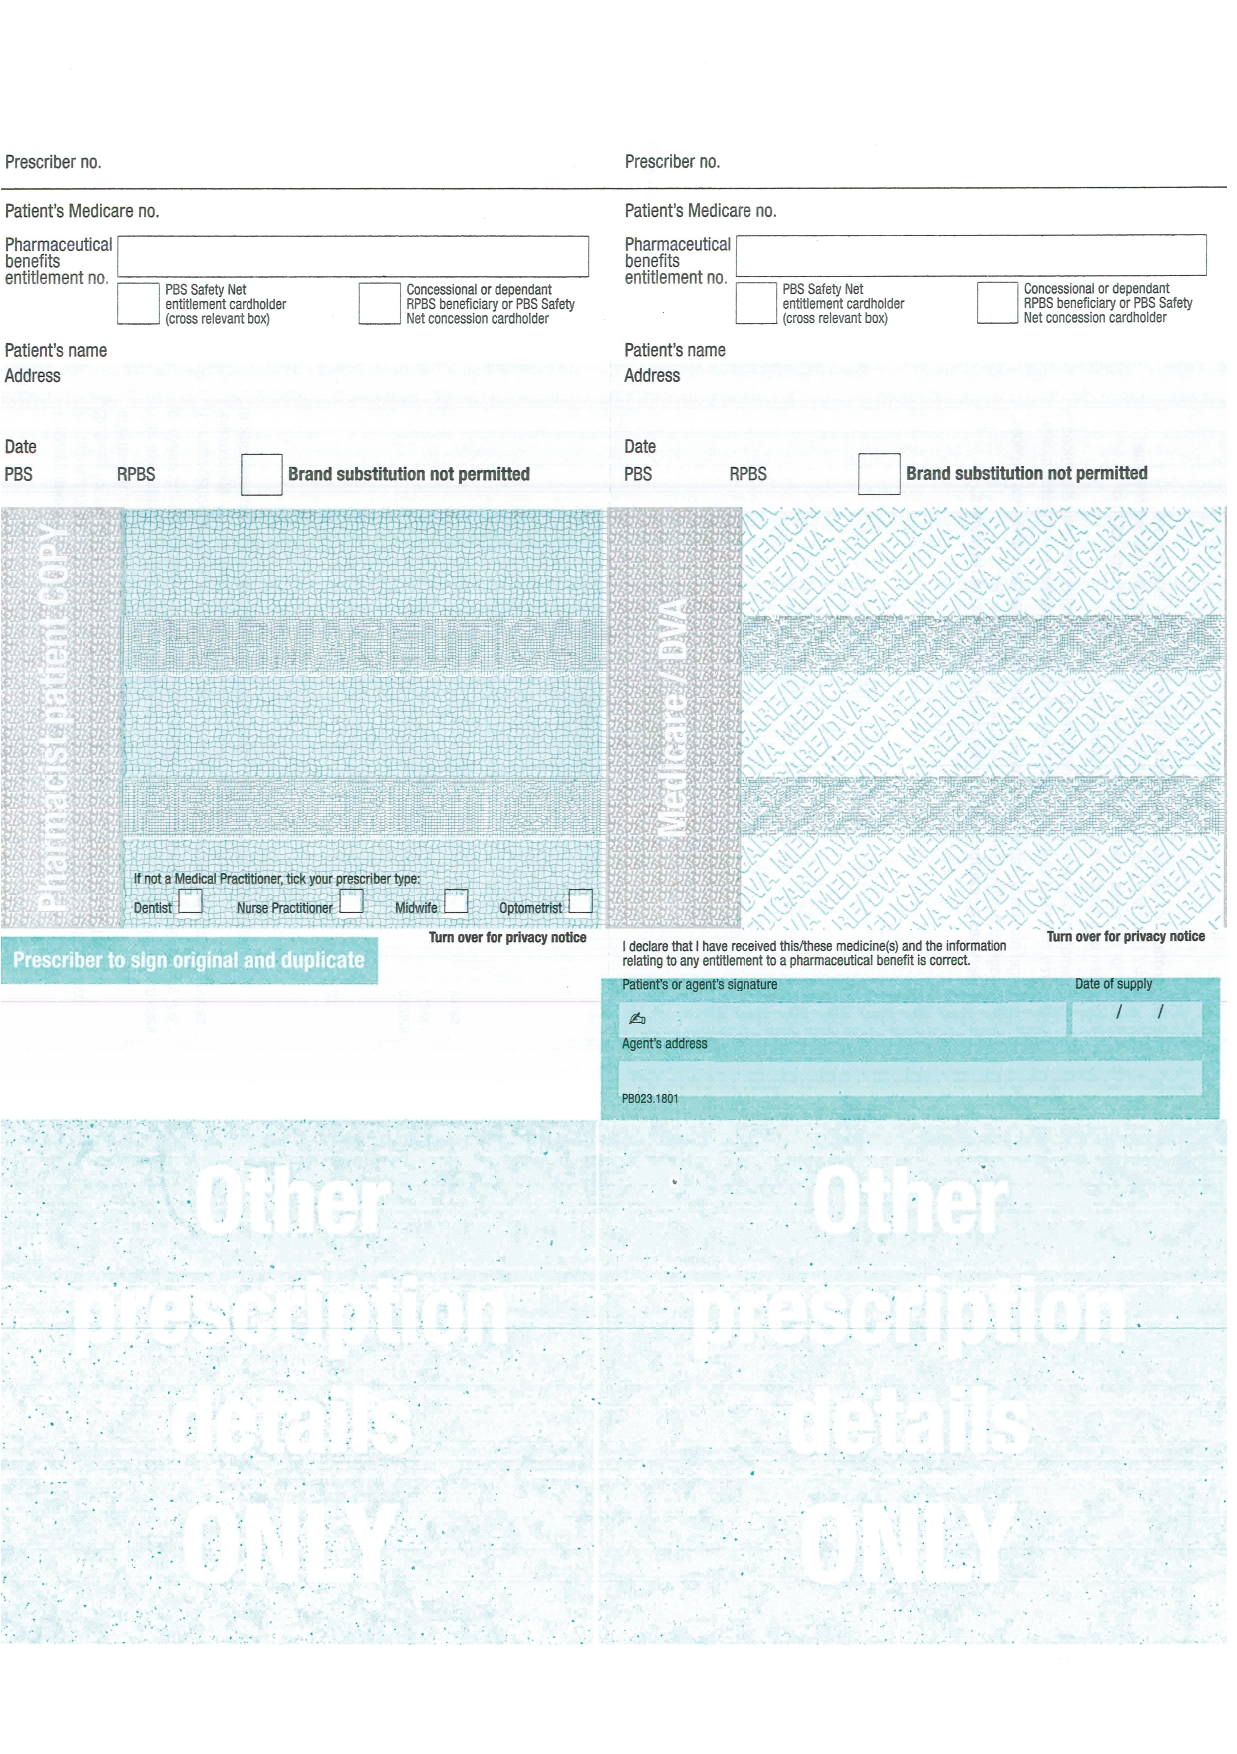 Prescriber no.
Patient's Medicare no.
Pharmaceutical
benefits
entitlement no.
PBS Safety Net
entitlement cardholder
(cross relevant box)
Concessional or dependant
RPBS beneficiary or PBS Safety
Net concession cardholder
Patient's name
Address
Date
PBS RPBS Brand substitution not permitted
Pharmacist/patient COPY
PHARMACEUTICAL
If not a Medical Practitioner, tick your prescriber type:
Dentist Nurse Practitioner Midwife Optometrist
Turn over for privacy notice
Prescriber to sign original and duplicate
Other
prescription
details
ONLY
Prescriber no.
Patient's Medicare no.
Pharmaceutical
benefits
entitlement no.
PBS Safety Net
entitlement cardholder
(cross relevant box)
Concessional or dependant
RPBS beneficiary or PBS Safety
Net concession cardholder
Patient's name
Address
Date
PBS RPBS Brand substitution not permitted
Medicare / DVA
MEDICARE/DVA MEDICARE/DVA MEDICARE/DVA
Turn over for privacy notice
I declare that I have received this/these medicine(s) and the information
relating to any entitlement to a pharmaceutical benefit is correct.
Patient's or agent's signature Date of supply
/ /
Agent's address
PB023.1801
Other
prescription
details
ONLY